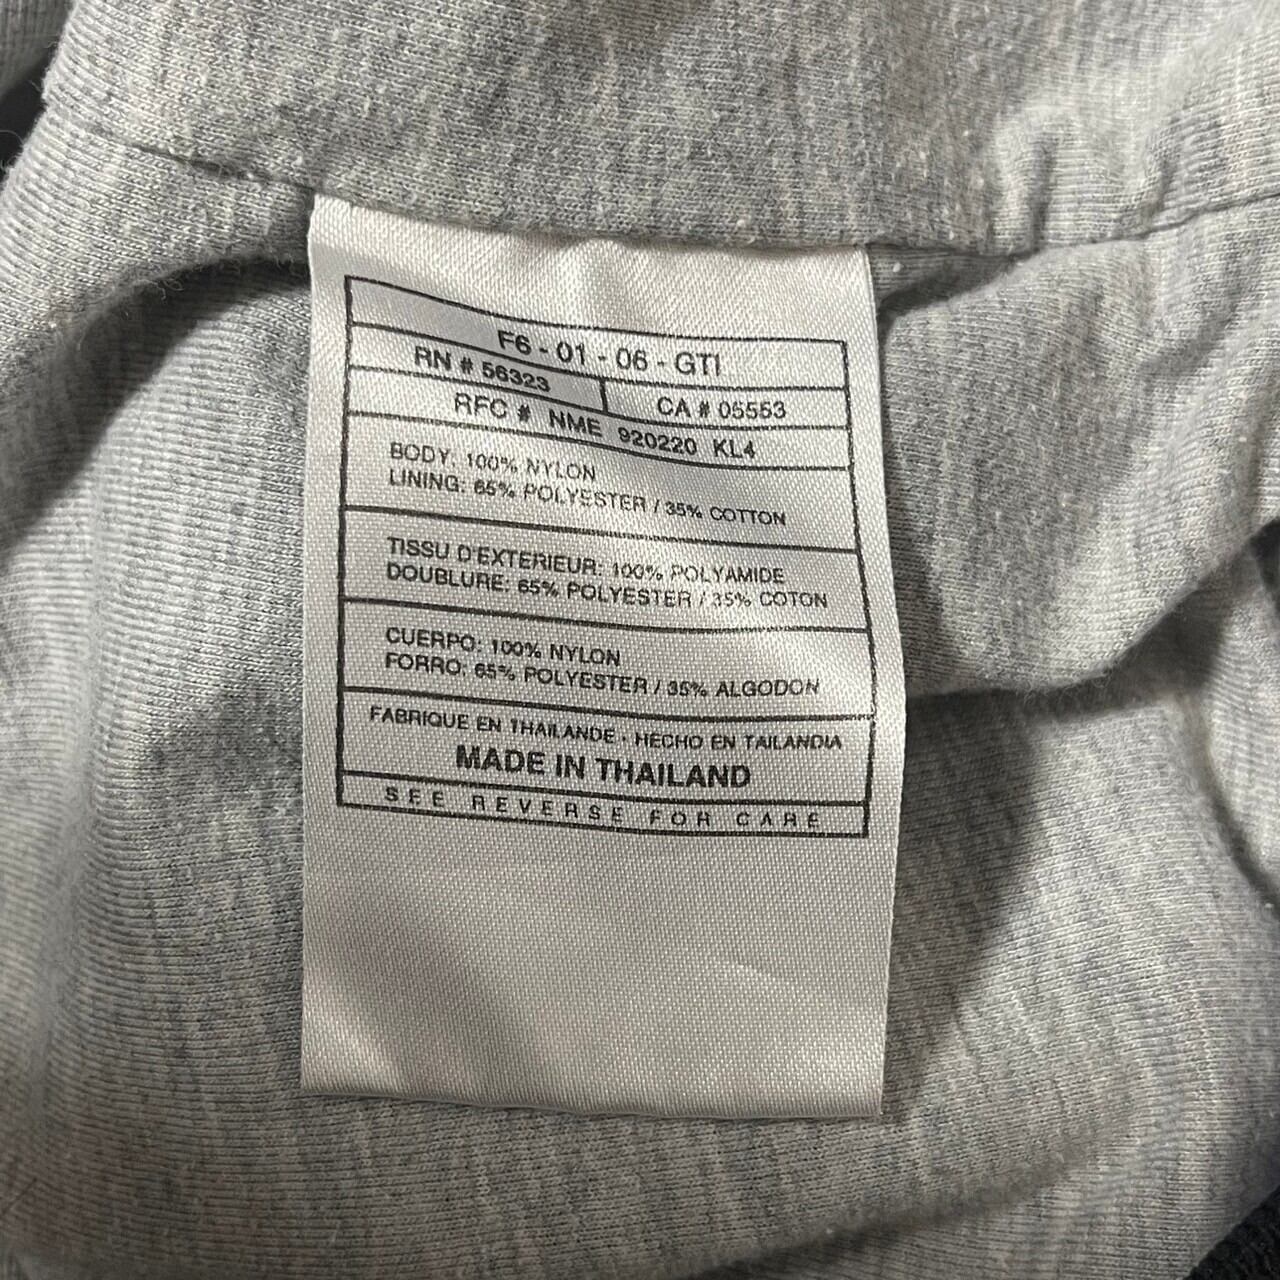 F6 - 01 - 06 - GTI
RN # 56323
CA # 05553
RFC # NME 920220 KL4
BODY: 100% NYLON
LINING: 65% POLYESTER / 35% COTTON
TISSU D'EXTERIEUR: 100% POLYAMIDE
DOUBLURE: 65% POLYESTER / 35% COTON
CUERPO: 100% NYLON
FORRO: 65% POLYESTER / 35% ALGODON
FABRIQUE EN THAILANDE - HECHO EN TAILANDIA
MADE IN THAILAND
SEE REVERSE FOR CARE